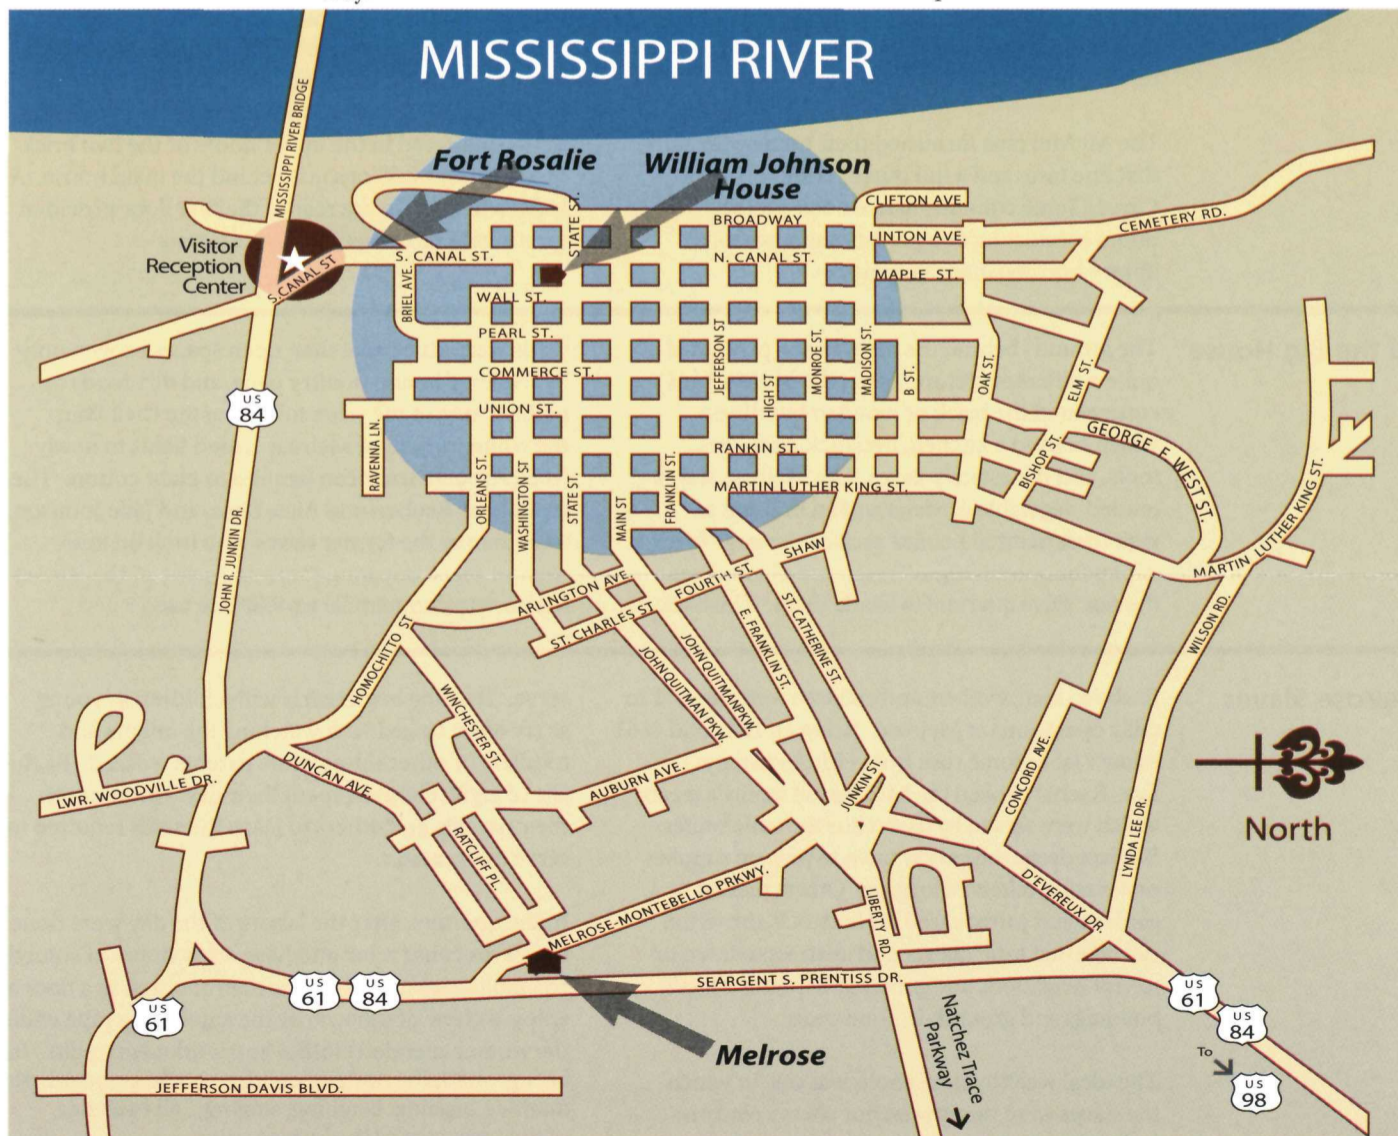 MISSISSIPPI RIVER
MISSISSIPPI RIVER BRIDGE
Fort Rosalie
William Johnson
House
CLIFTON AVE.
BROADWAY
STATE ST.
LINTON AVE.
CEMETERY RD.
Visitor
Reception
Center
S.CANAL ST
S. CANAL ST.
N. CANAL ST.
MAPLE ST.
BRIEL AVE.
WALL ST.
PEARL ST.
JEFFERSON ST
HIGH ST
MONROE ST.
MADISON ST.
B ST.
OAK ST.
ELM ST.
COMMERCE ST.
UNION ST.
US
84
RAVENNA LN.
RANKIN ST.
BISHOP ST.
GEORGE F WEST ST.
MARTIN LUTHER KING ST.
ORLEANS ST.
WASHINGTON ST
STATE ST.
MAIN ST
FRANKLIN ST.
MARTIN LUTHER KING ST.
JOHN R. JUNKIN DR.
SHAW
ARLINGTON AVE.
FOURTH ST.
ST. CHARLES ST.
E. FRANKLIN ST.
ST. CATHERINE ST.
WILSON RD.
HOMOCHITTO ST
JOHNQUITMANPKW.
JOHNQUITMAN PKW.
WINCHESTER ST.
DUNCAN AVE.
LWR. WOODVILLE DR.
AUBURN AVE.
JUNKIN ST.
CONCORD AVE.
LYNDA LEE DR.
North
RATCLIFF PL.
D'EVEREUX DR.
MELROSE-MONTEBELLO PRKWY.
LIBERTY RD.
SEARGENT S. PRENTISS DR.
US
61
US
61
US
84
US
61
US
84
Melrose
Natchez Trace
Parkway
To
US
98
JEFFERSON DAVIS BLVD.